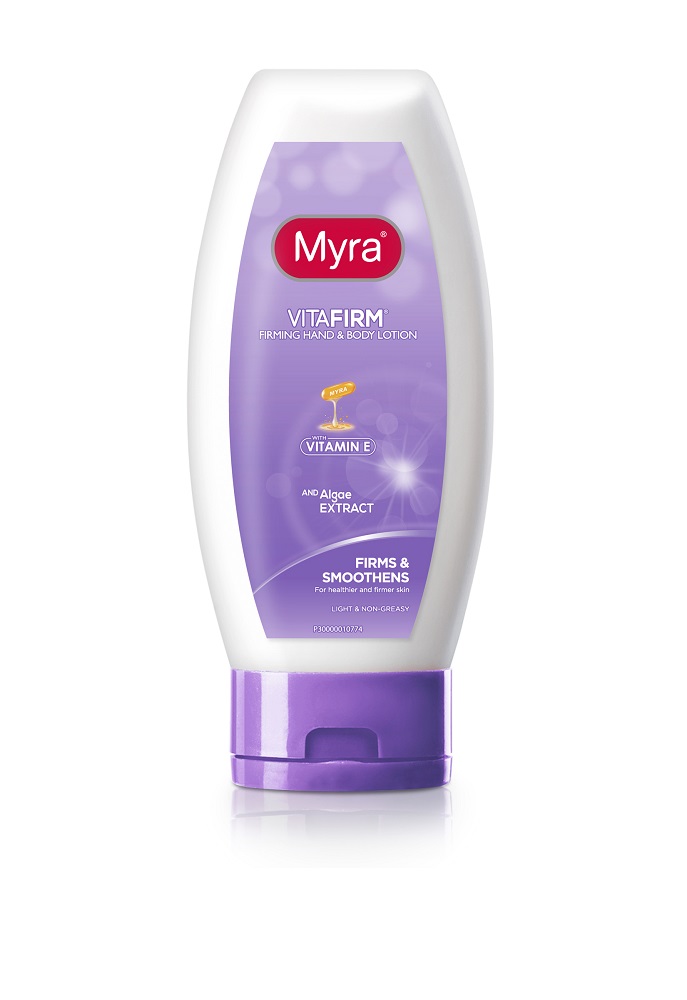 Myra®
VITAFIRM®
FIRMING HAND & BODY LOTION
MYRA
WITH
VITAMIN E
AND Algae
EXTRACT
FIRMS &
SMOOTHENS
For healthier and firmer skin
LIGHT & NON-GREASY
P30000010774